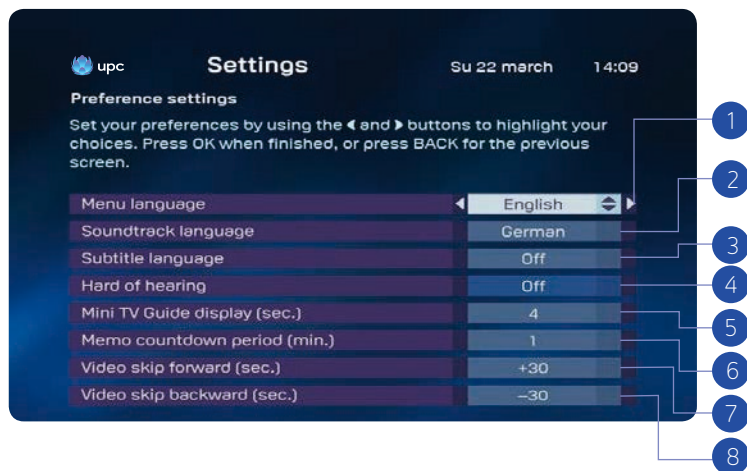 upc Settings Su 22 march 14:09
Preference settings
Set your preferences by using the ◀ and ▶ buttons to highlight your
choices. Press OK when finished, or press BACK for the previous
screen.
Menu language English
Soundtrack language German
Subtitle language Off
Hard of hearing Off
Mini TV Guide display (sec.) 4
Memo countdown period (min.) 1
Video skip forward (sec.) +30
Video skip backward (sec.) –30
1
2
3
4
5
6
7
8